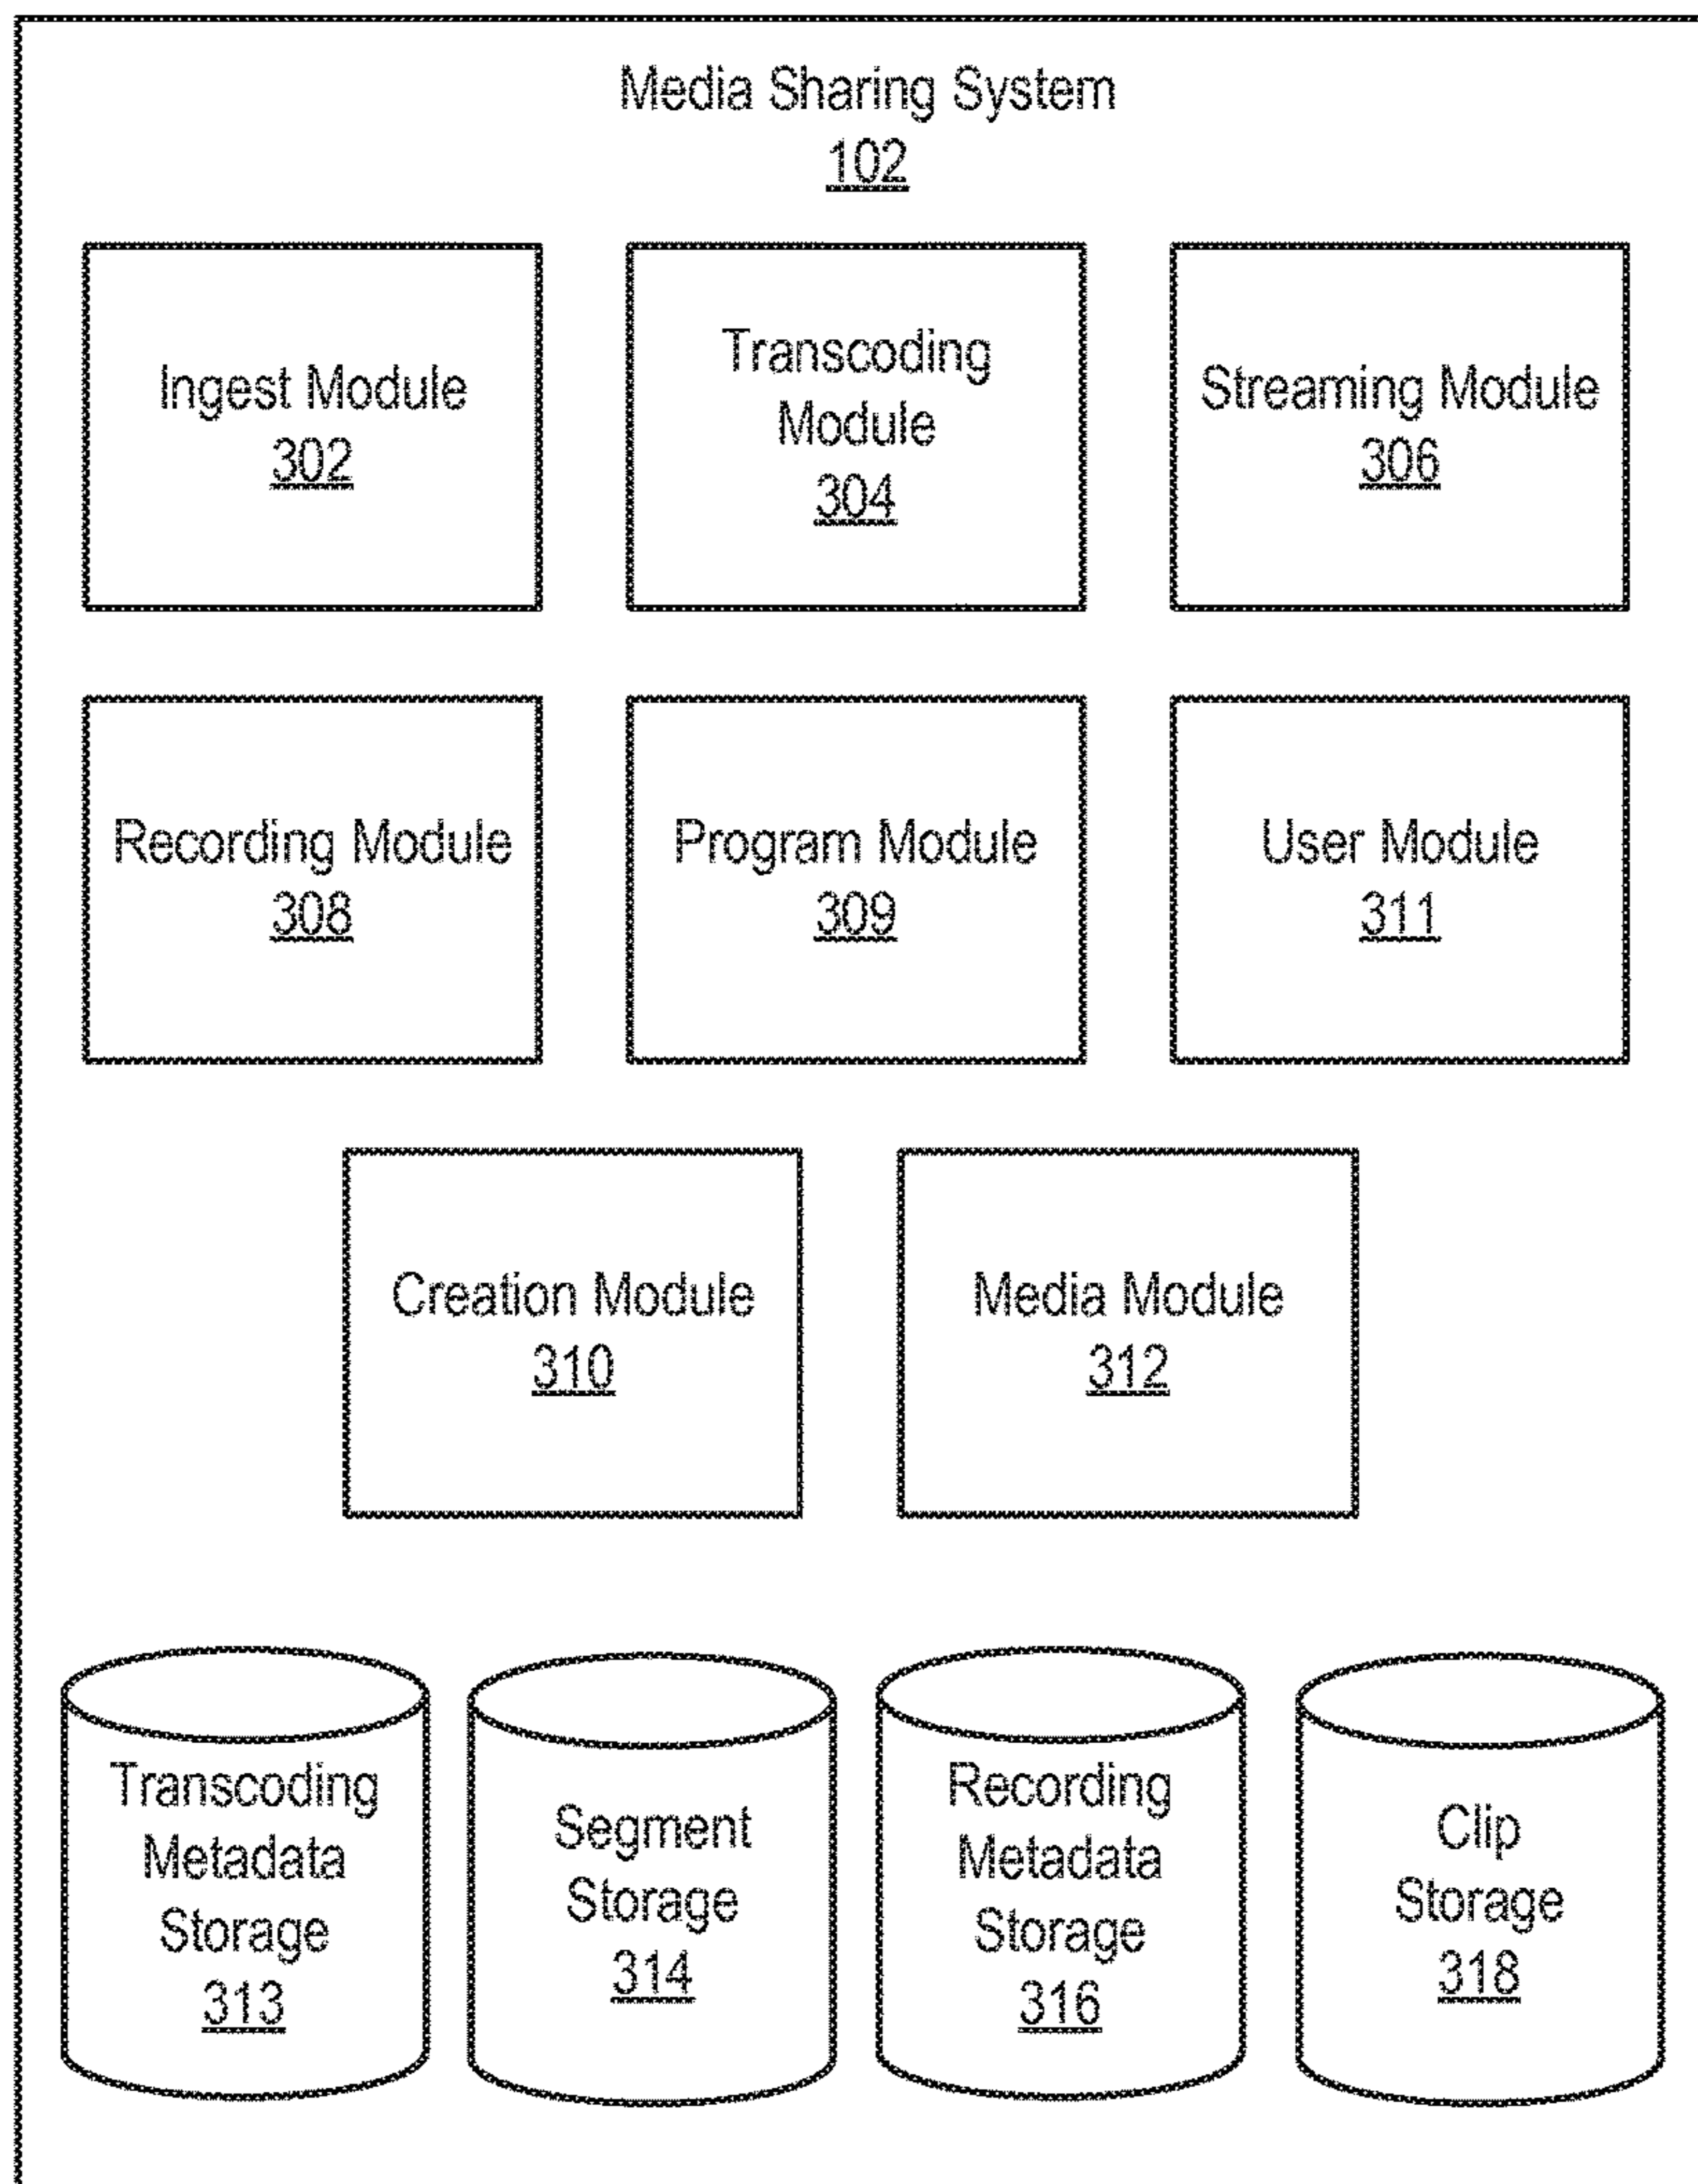 Media Sharing System
102
Ingest Module
302
Transcoding
Module
304
Streaming Module
306
Recording Module
308
Program Module
309
User Module
311
Creation Module
310
Media Module
312
Transcoding
Metadata
Storage
313
Segment
Storage
314
Recording
Metadata
Storage
316
Clip
Storage
318